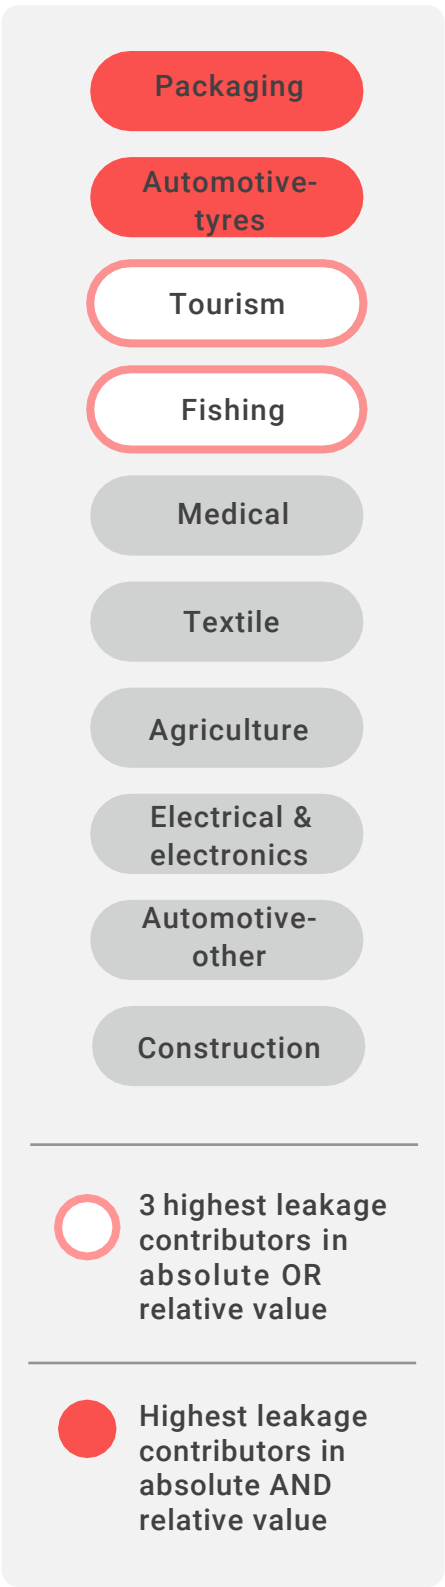 Packaging
Automotive-
tyres
Tourism
Fishing
Medical
Textile
Agriculture
Electrical &
electronics
Automotive-
other
Construction
3 highest leakage
contributors in
absolute OR
relative value
Highest leakage
contributors in
absolute AND
relative value